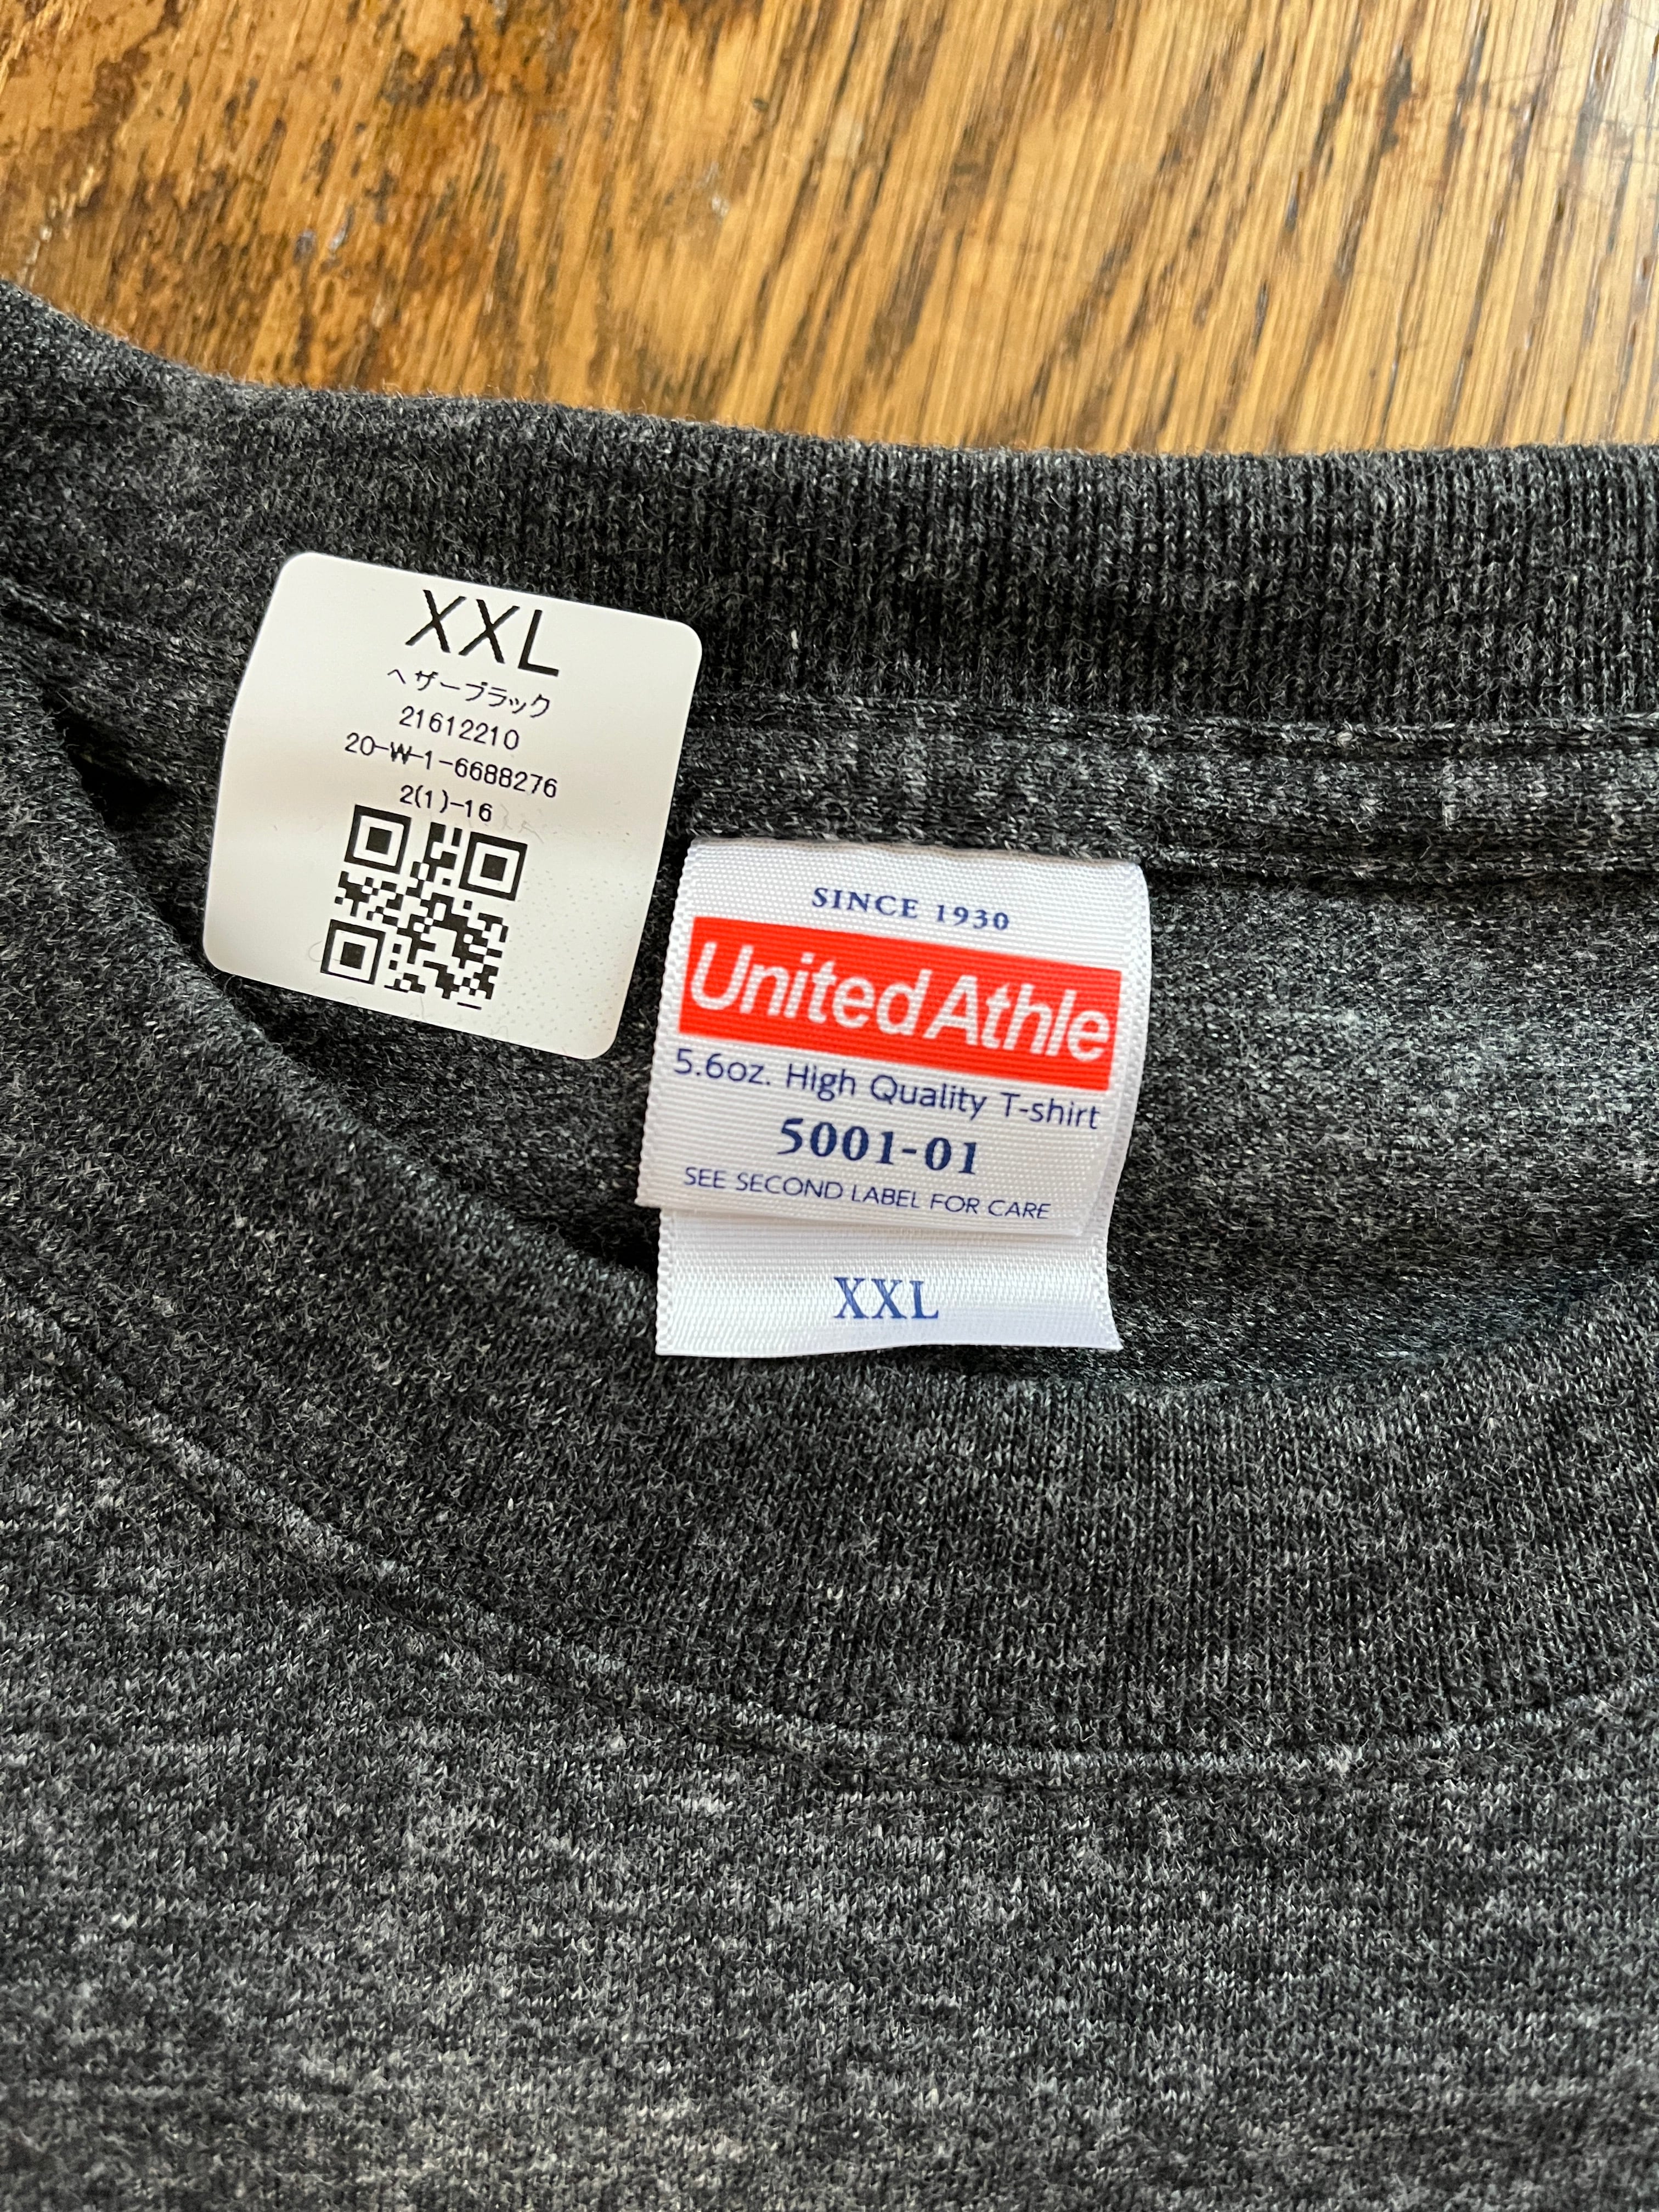 XXL
ヘザーブラック
21612210
20-W-1-6688276
2(1)-16
SINCE 1930
United Athle
5.6oz. High Quality T-shirt
5001-01
SEE SECOND LABEL FOR CARE
XXL